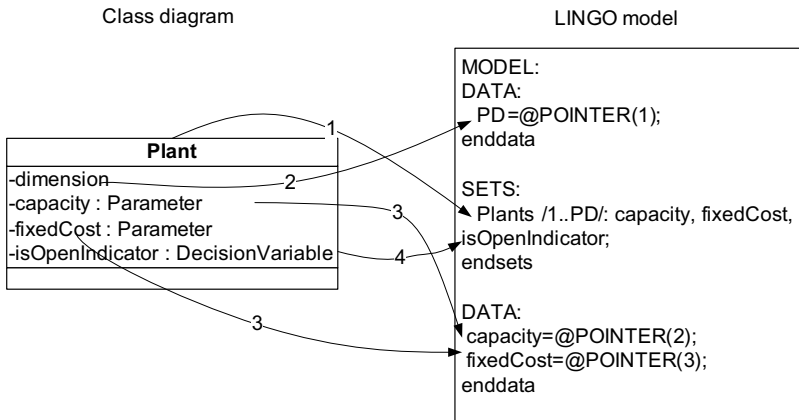 Class diagram
LINGO model
Plant
-dimension
-capacity : Parameter
-fixedCost : Parameter
-isOpenIndicator : DecisionVariable
1
2
3
4
3
MODEL:
DATA:
PD=@POINTER(1);
enddata
SETS:
Plants /1..PD/: capacity, fixedCost,
isOpenIndicator;
endsets
DATA:
capacity=@POINTER(2);
fixedCost=@POINTER(3);
enddata